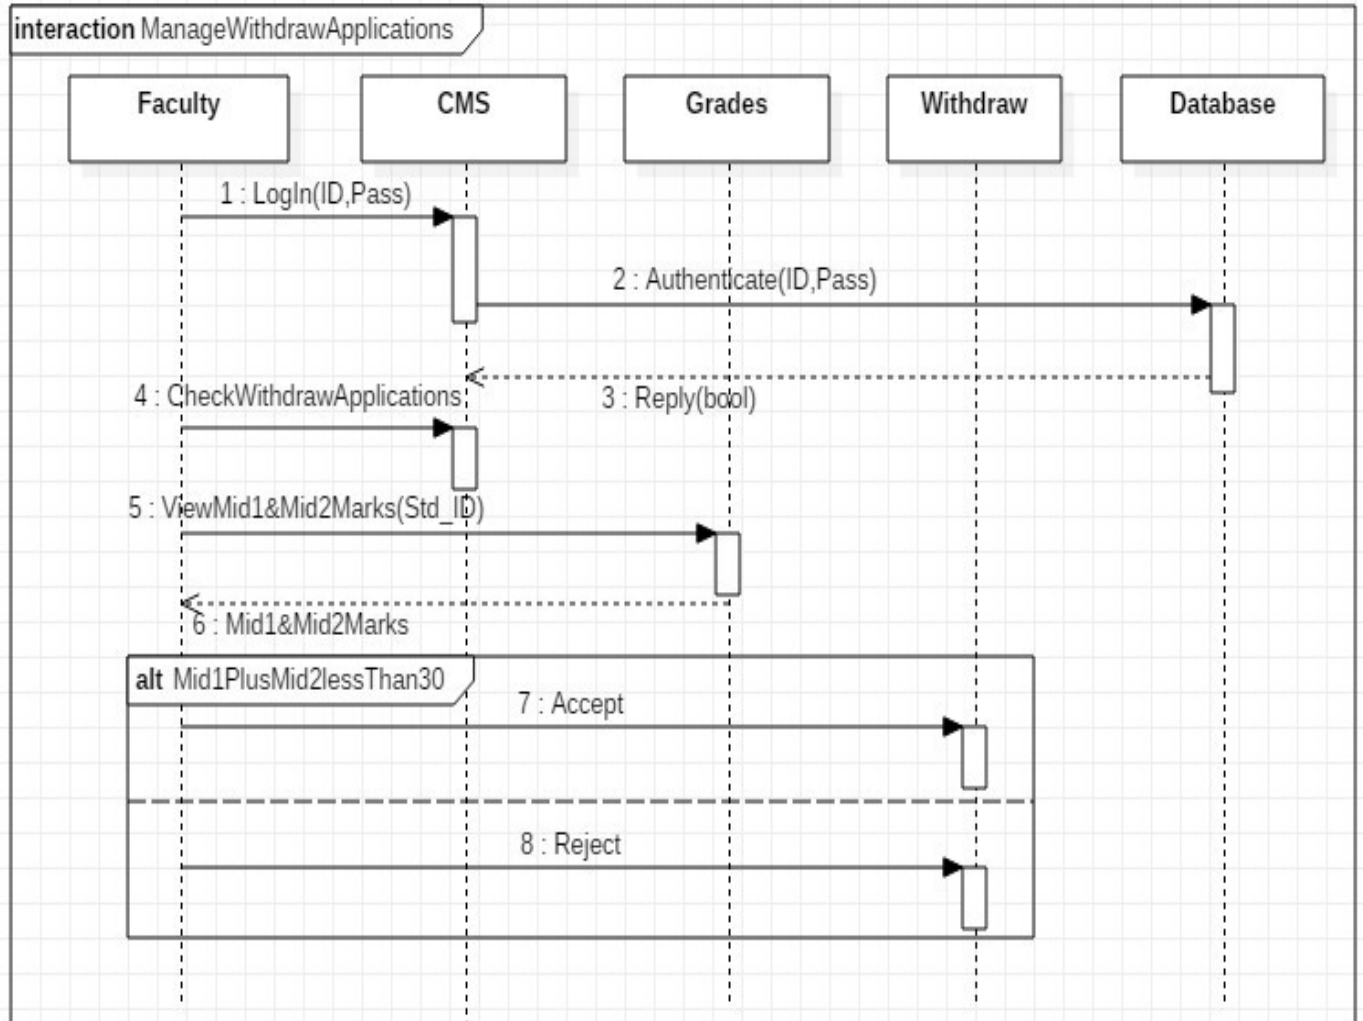 interaction ManageWithdrawApplications
Faculty
CMS
Grades
Withdraw
Database
1 : LogIn(ID,Pass)
2 : Authenticate(ID,Pass)
3 : Reply(bool)
4 : CheckWithdrawApplications
5 : ViewMid1&Mid2Marks(Std_ID)
6 : Mid1&Mid2Marks
alt Mid1PlusMid2lessThan30
7 : Accept
8 : Reject